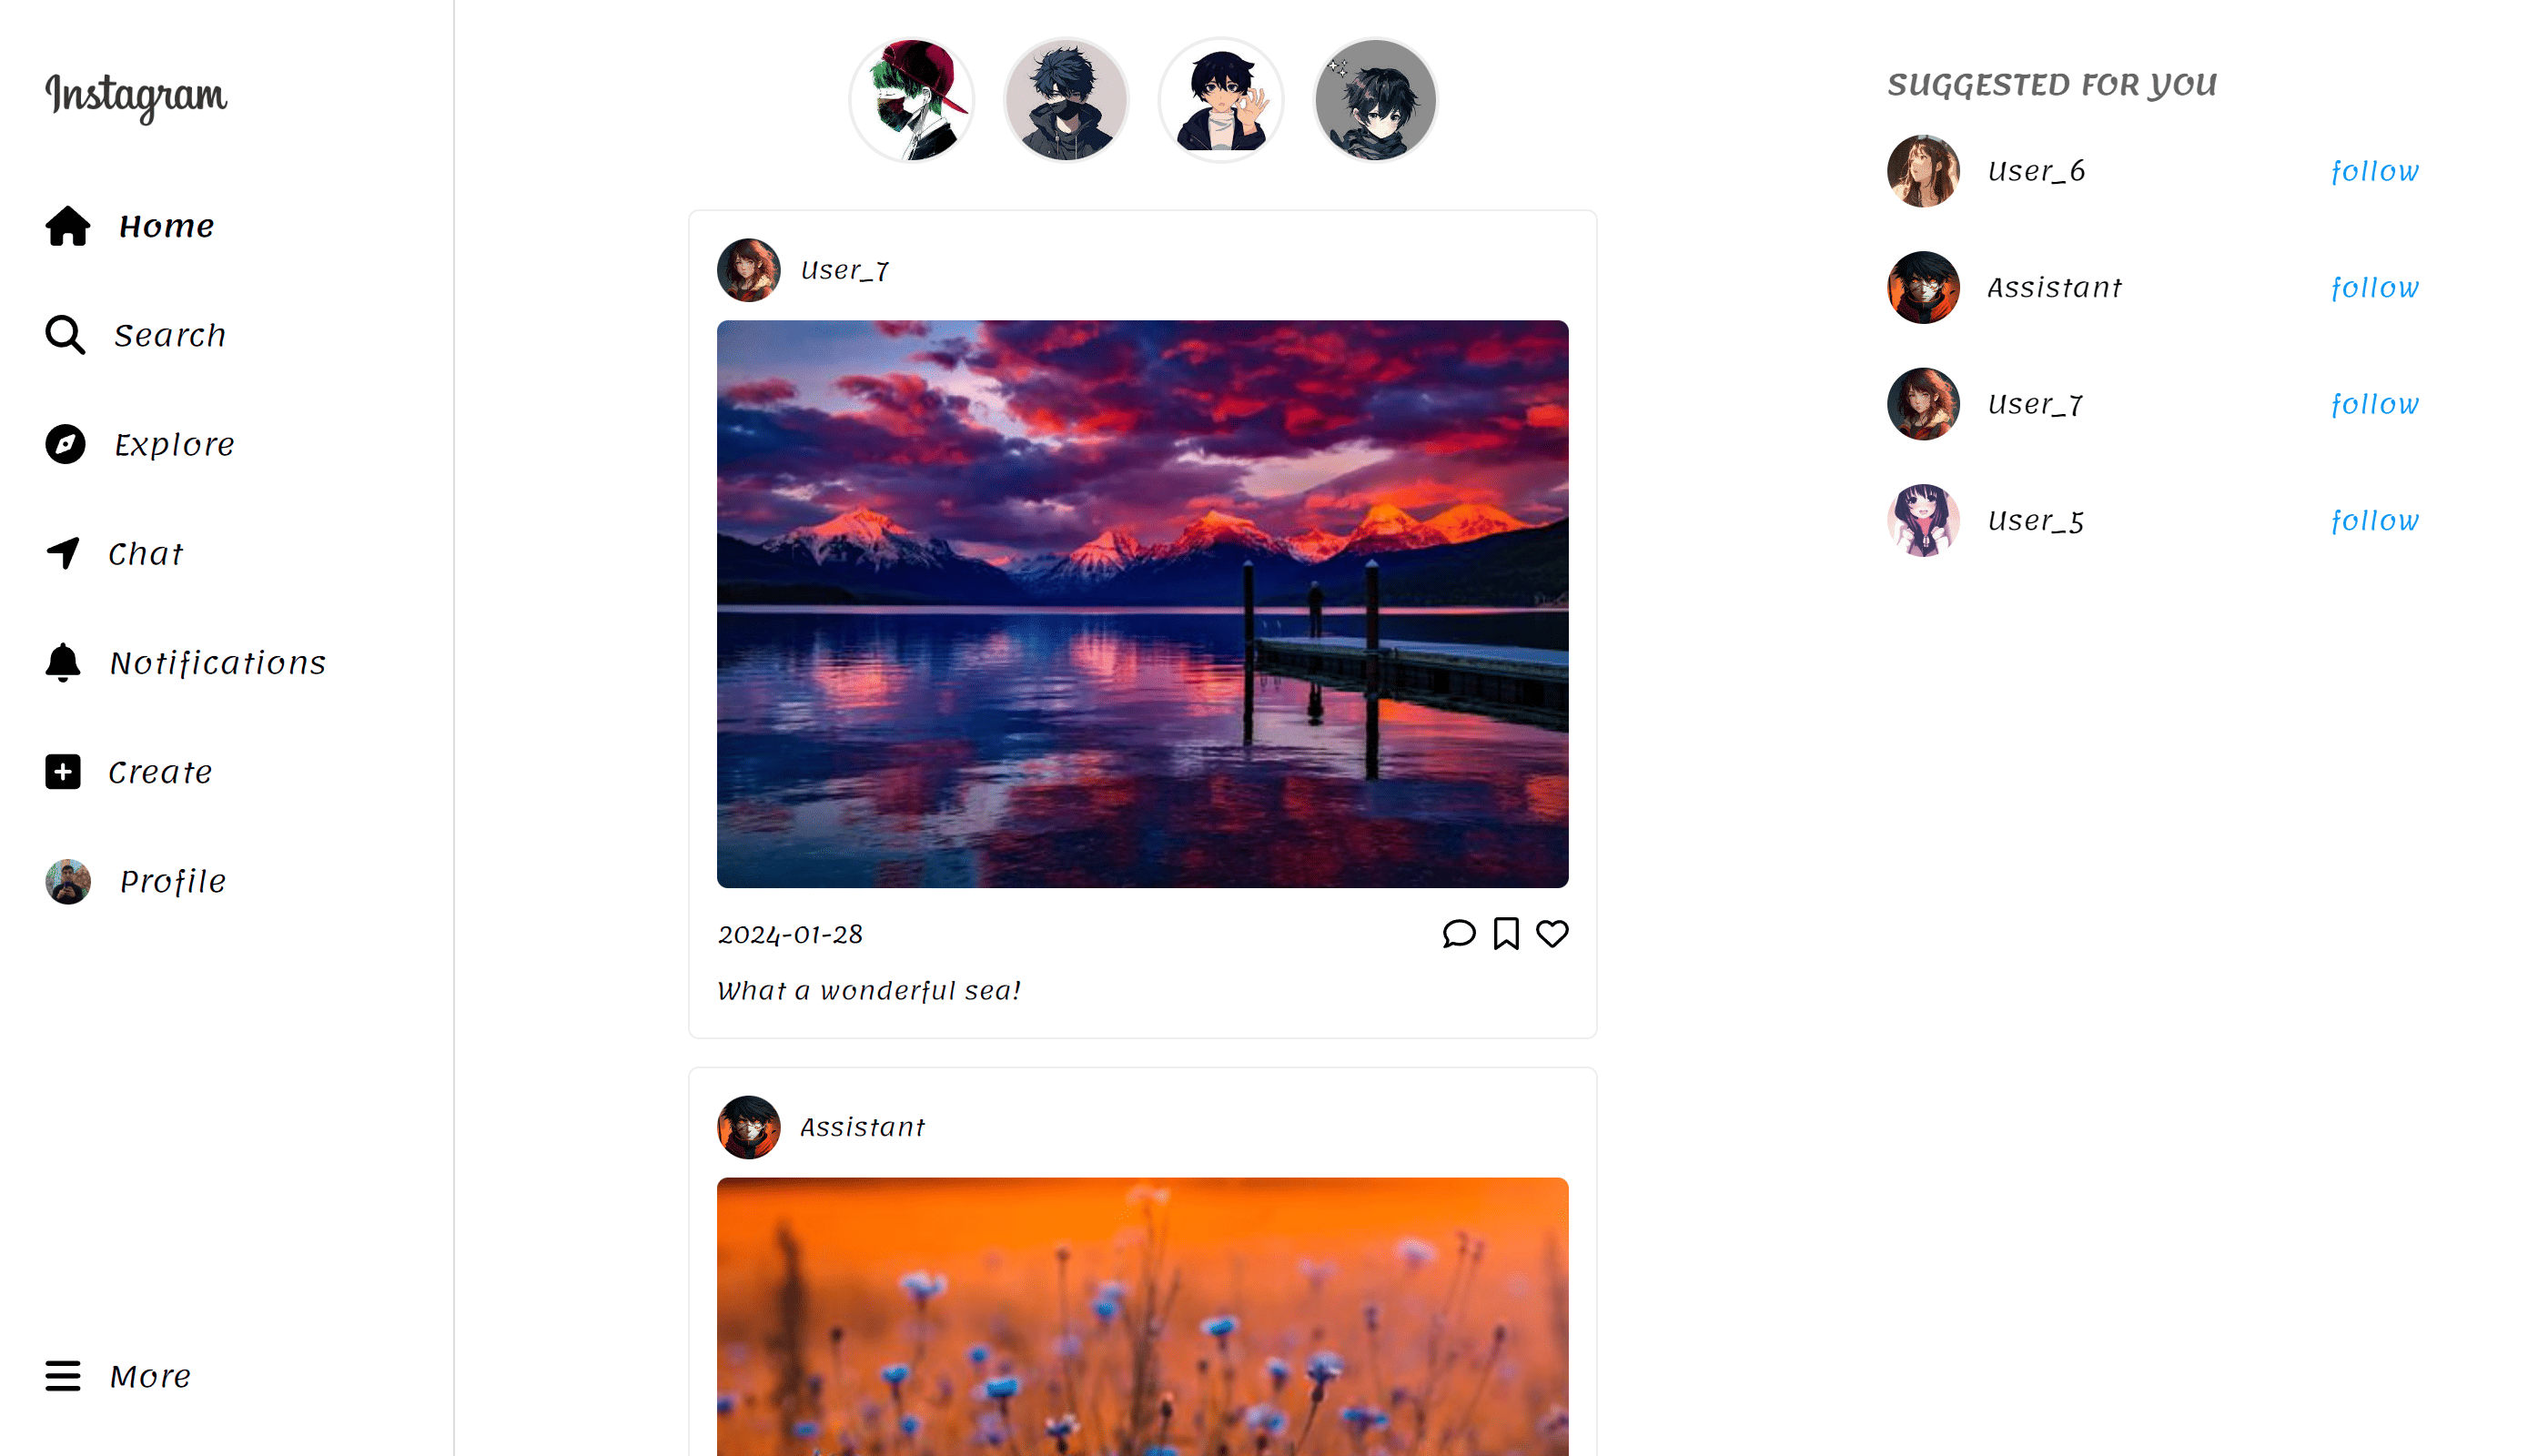 Instagram
Home
Search
Explore
Chat
Notifications
Create
Profile
More
User_7
2024-01-28
What a wonderful sea!
Assistant
SUGGESTED FOR YOU
User_6 follow
Assistant follow
User_7 follow
User_5 follow